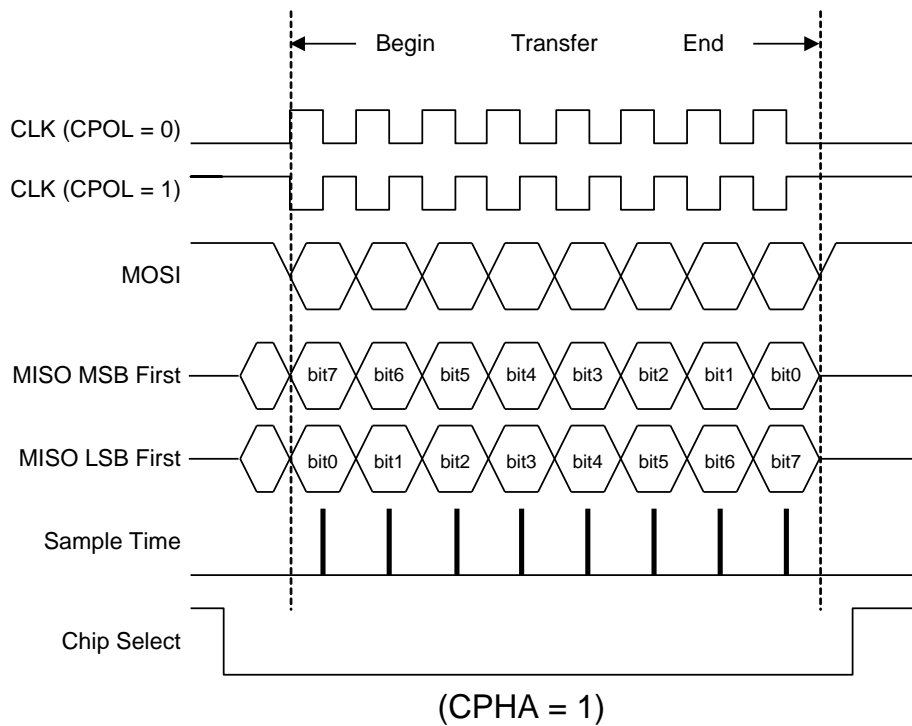 Begin Transfer End
CLK (CPOL = 0)
CLK (CPOL = 1)
MOSI
MISO MSB First bit7 bit6 bit5 bit4 bit3 bit2 bit1 bit0
MISO LSB First bit0 bit1 bit2 bit3 bit4 bit5 bit6 bit7
Sample Time
Chip Select
(CPHA = 1)